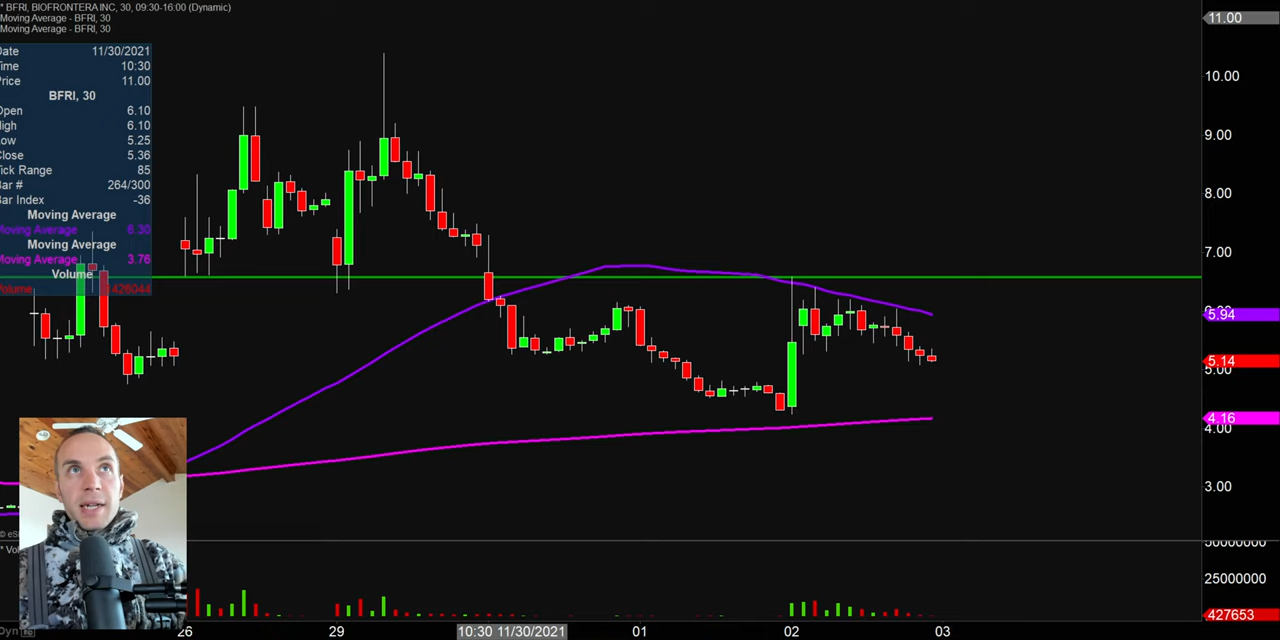 * BFRI, BIOFRONTERA INC, 30, 09:30-16:00 (Dynamic)
Moving Average - BFRI, 30
Moving Average - BFRI, 30
Date 11/30/2021
Time 10:30
Price 11.00
BFRI, 30
Open 6.10
High 6.10
Low 5.25
Close 5.36
Tick Range 85
Bar # 264/300
Bar Index -36
Moving Average
Moving Average 6.30
Moving Average
Moving Average 3.76
Volume
Volume
11.00
10.00
9.00
8.00
7.00
5.94
5.14
5.00
4.16
4.00
3.00
50000000
25000000
427653
26
29
10:30 11/30/2021
01
02
03